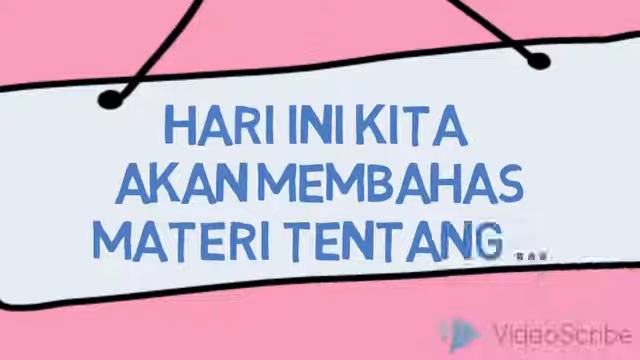 HARI INI KITA
AKAN MEMBAHAS
MATERI TENTANG ...
VideoScribe